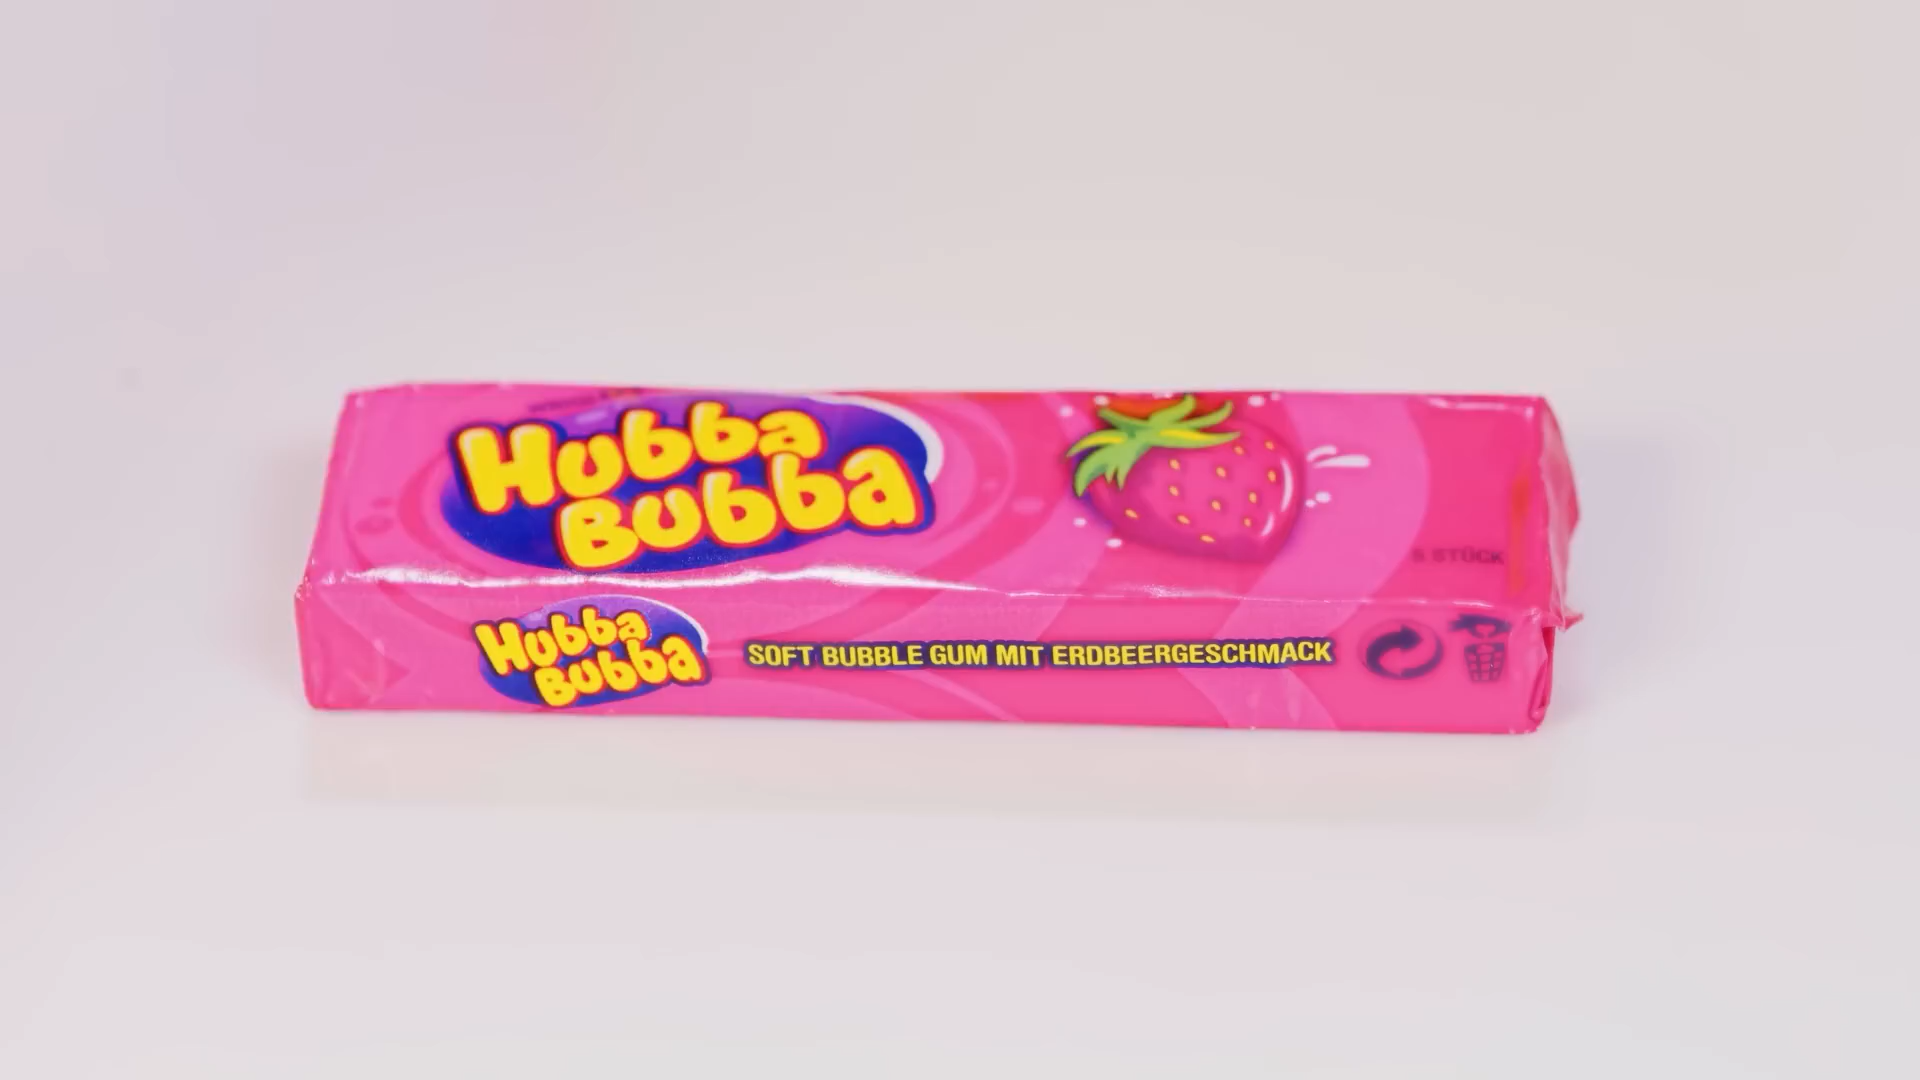 Hubba
Bubba
5 STÜCK
Hubba
Bubba
SOFT BUBBLE GUM MIT ERDBEERGESCHMACK